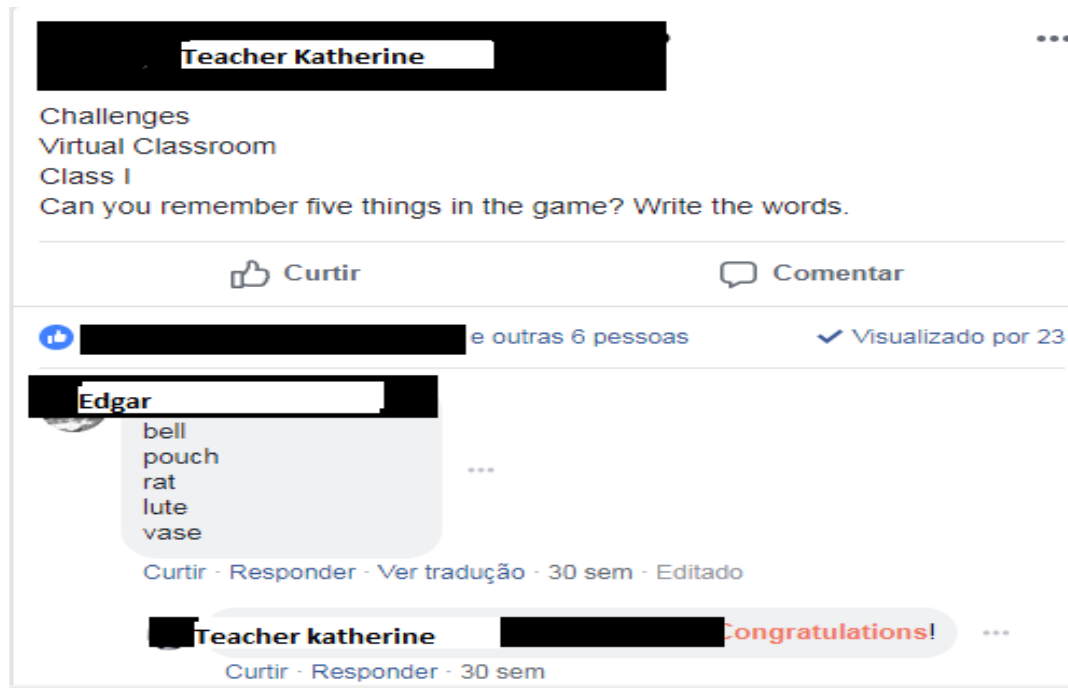 Teacher Katherine
Challenges
Virtual Classroom
Class I
Can you remember five things in the game? Write the words.
Curtir Comentar
e outras 6 pessoas Visualizado por 23
Edgar
bell
pouch
rat
lute
vase
Curtir · Responder · Ver tradução · 30 sem · Editado
Teacher katherine Congratulations!
Curtir · Responder · 30 sem